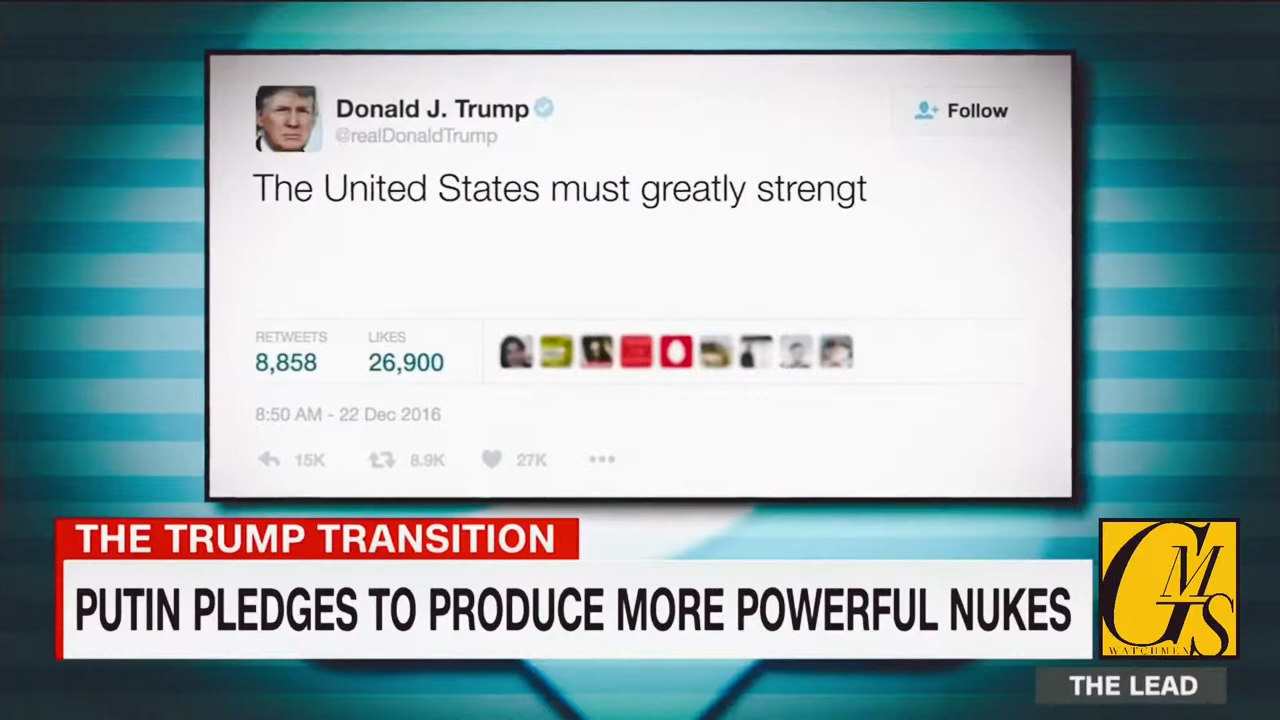 Donald J. Trump
@realDonaldTrump
Follow
The United States must greatly strengt
RETWEETS
LIKES
8,858
26,900
8:50 AM - 22 Dec 2016
15K
8.9K
27K
THE TRUMP TRANSITION
PUTIN PLEDGES TO PRODUCE MORE POWERFUL NUKES
GMS
WATCHMEN
THE LEAD